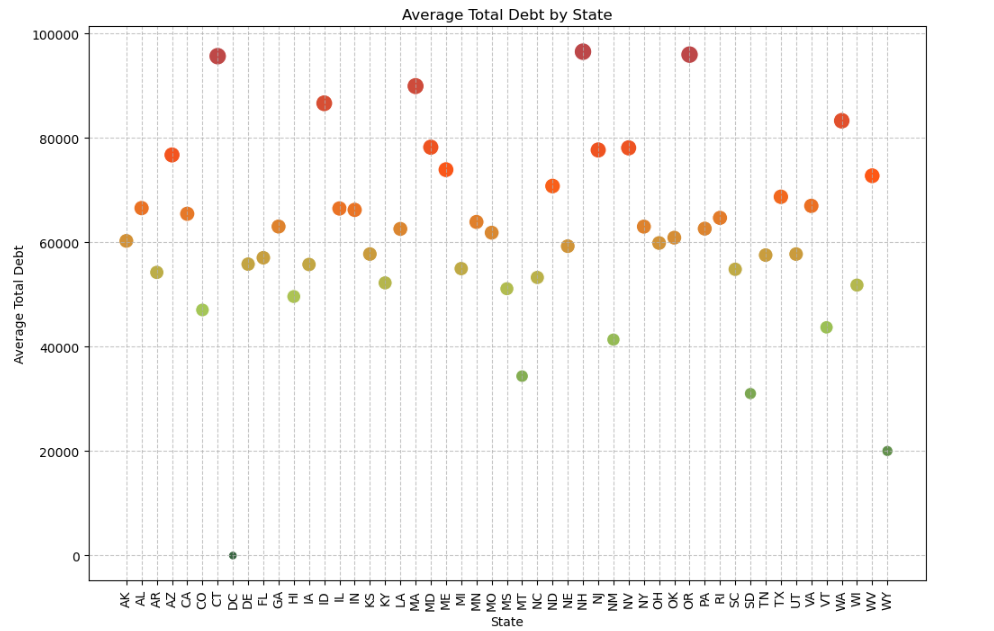 Average Total Debt by State
100000
80000
60000
40000
20000
0
Average Total Debt
AK AL AR AZ CA CO CT DC DE FL GA HI IA ID IL IN KS KY LA MA MD ME MI MN MO MS MT NC ND NE NH NJ NM NV NY OH OK OR PA RI SC SD TN TX UT VA VT WA WI WV WY
State